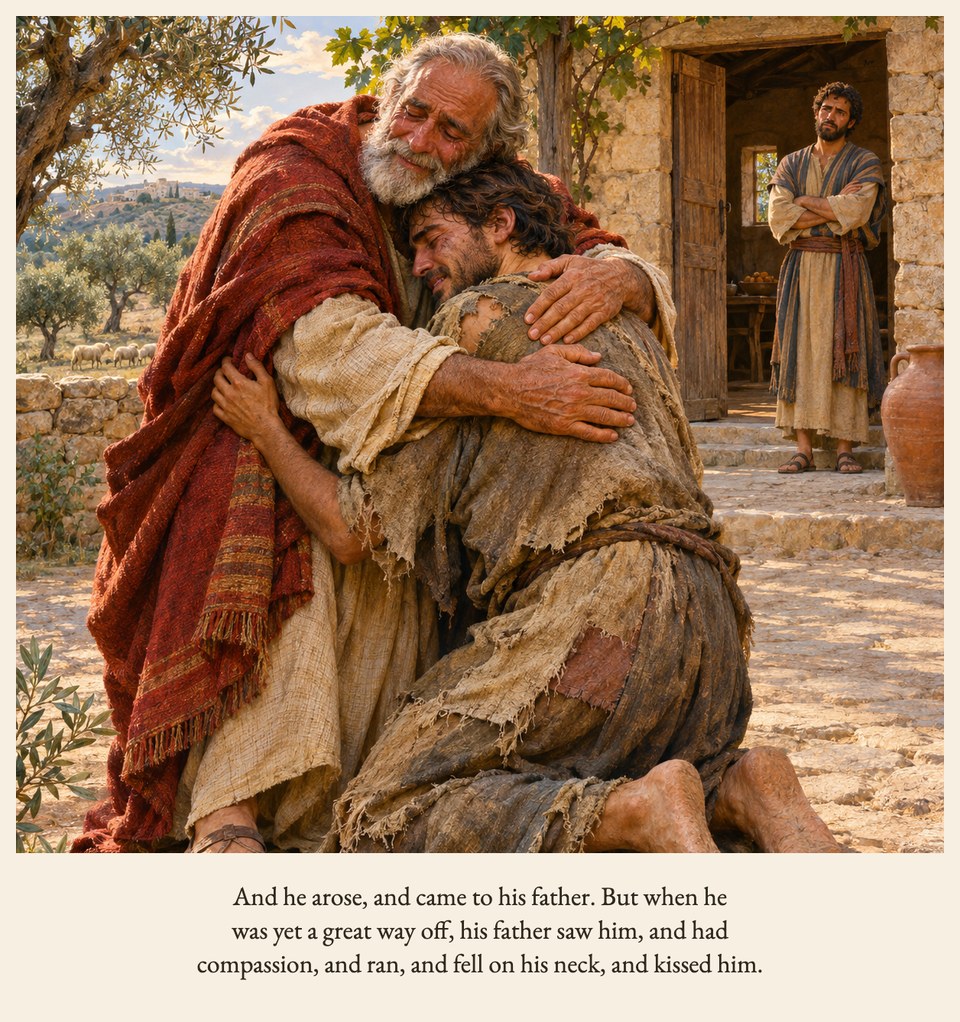 And he arose, and came to his father. But when he
was yet a great way off, his father saw him, and had
compassion, and ran, and fell on his neck, and kissed him.